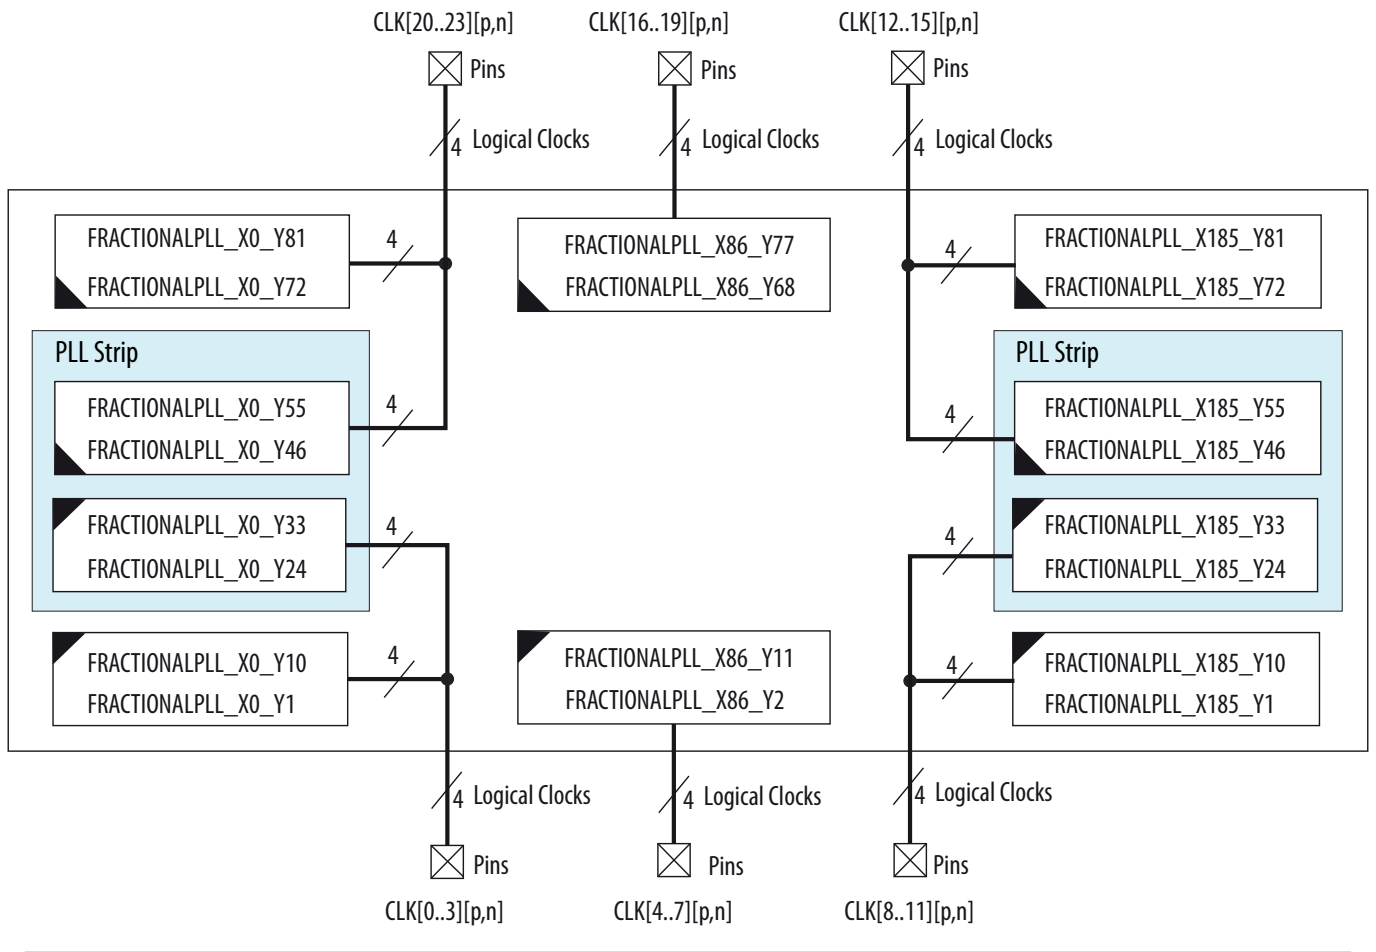 CLK[20..23][p,n]
CLK[16..19][p,n]
CLK[12..15][p,n]
Pins
Pins
Pins
4 Logical Clocks
4 Logical Clocks
4 Logical Clocks
FRACTIONALPLL_X0_Y81
FRACTIONALPLL_X0_Y72
4
FRACTIONALPLL_X86_Y77
FRACTIONALPLL_X86_Y68
4
FRACTIONALPLL_X185_Y81
FRACTIONALPLL_X185_Y72
PLL Strip
FRACTIONALPLL_X0_Y55
FRACTIONALPLL_X0_Y46
4
FRACTIONALPLL_X0_Y33
FRACTIONALPLL_X0_Y24
4
PLL Strip
4
FRACTIONALPLL_X185_Y55
FRACTIONALPLL_X185_Y46
4
FRACTIONALPLL_X185_Y33
FRACTIONALPLL_X185_Y24
FRACTIONALPLL_X0_Y10
FRACTIONALPLL_X0_Y1
4
FRACTIONALPLL_X86_Y11
FRACTIONALPLL_X86_Y2
4
FRACTIONALPLL_X185_Y10
FRACTIONALPLL_X185_Y1
4 Logical Clocks
4 Logical Clocks
4 Logical Clocks
Pins
Pins
Pins
CLK[0..3][p,n]
CLK[4..7][p,n]
CLK[8..11][p,n]